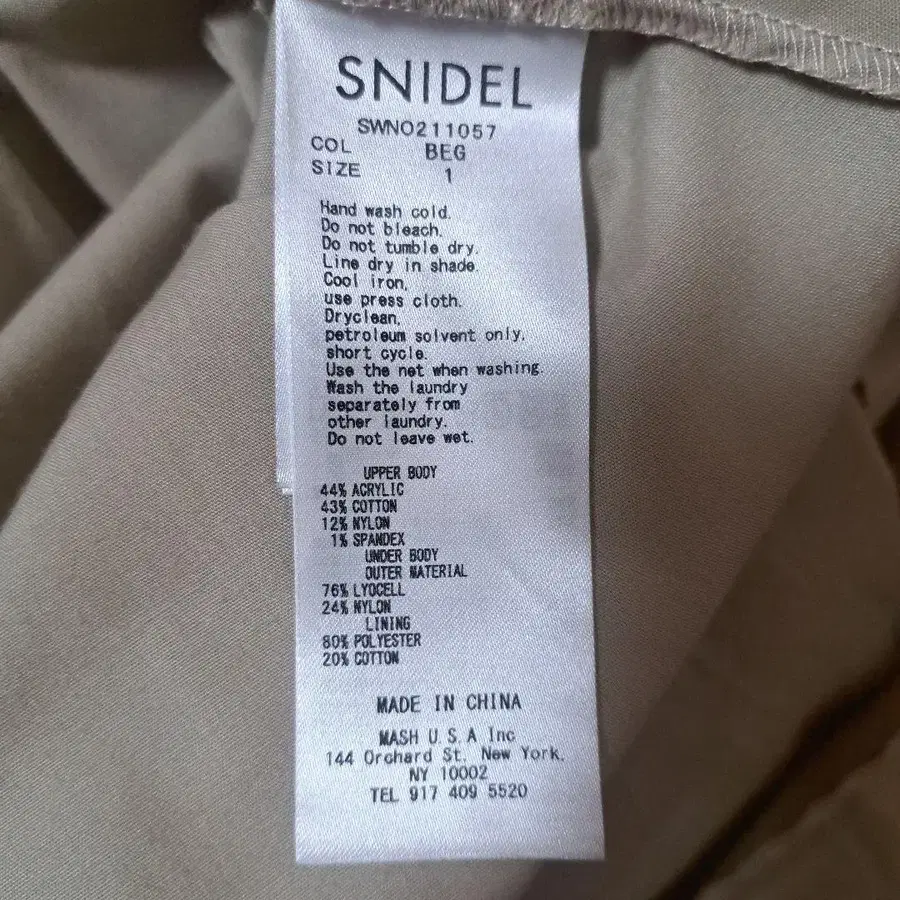 SNIDEL
SWNO211057
COL BEG
SIZE 1
Hand wash cold.
Do not bleach.
Do not tumble dry.
Line dry in shade.
Cool iron,
use press cloth.
Dryclean,
petroleum solvent only,
short cycle.
Use the net when washing.
Wash the laundry
separately from
other laundry.
Do not leave wet.
UPPER BODY
44% ACRYLIC
43% COTTON
12% NYLON
1% SPANDEX
UNDER BODY
OUTER MATERIAL
76% LYOCELL
24% NYLON
LINING
80% POLYESTER
20% COTTON
MADE IN CHINA
MASH U.S.A Inc
144 Orchard St. New York.
NY 10002
TEL 917 409 5520